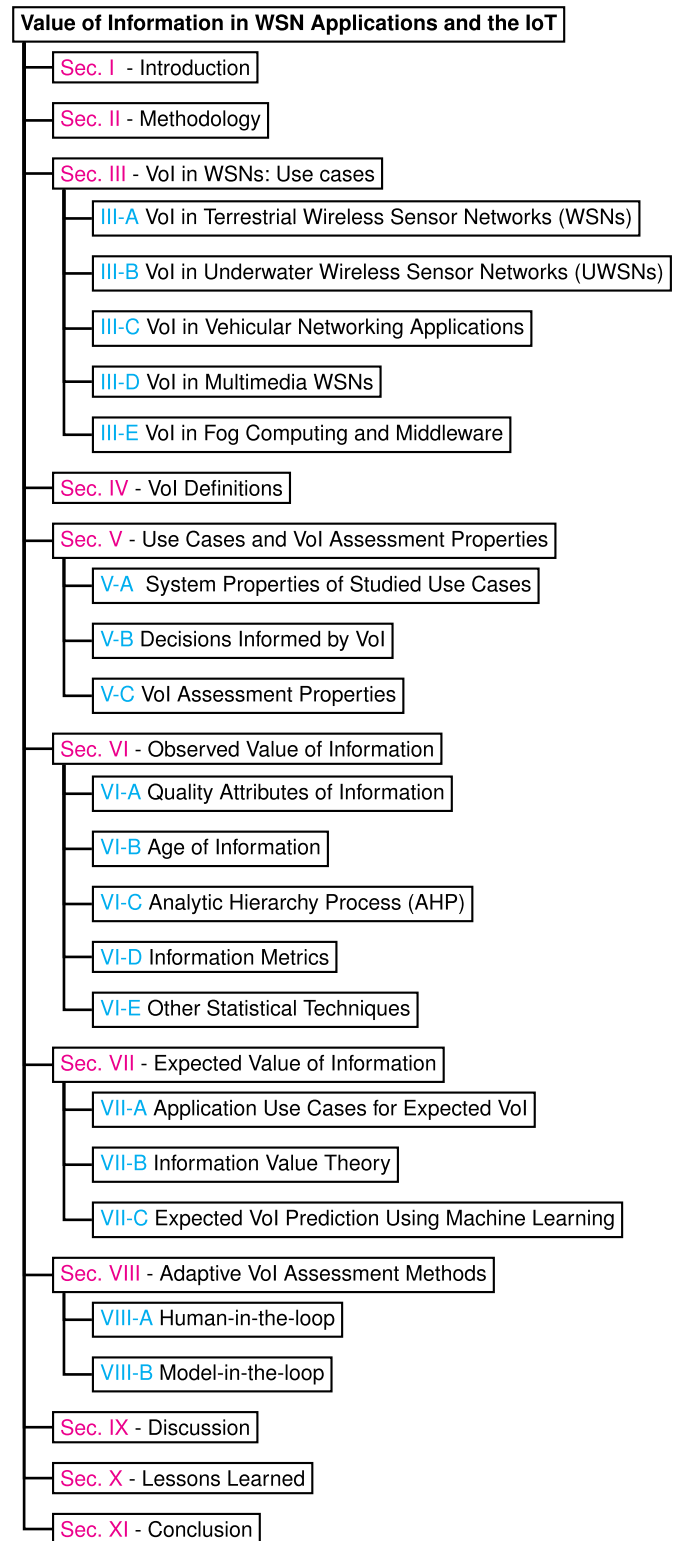 Value of Information in WSN Applications and the IoT
Sec. I - Introduction
Sec. II - Methodology
Sec. III - VoI in WSNs: Use cases
III-A VoI in Terrestrial Wireless Sensor Networks (WSNs)
III-B VoI in Underwater Wireless Sensor Networks (UWSNs)
III-C VoI in Vehicular Networking Applications
III-D VoI in Multimedia WSNs
III-E VoI in Fog Computing and Middleware
Sec. IV - VoI Definitions
Sec. V - Use Cases and VoI Assessment Properties
V-A System Properties of Studied Use Cases
V-B Decisions Informed by VoI
V-C VoI Assessment Properties
Sec. VI - Observed Value of Information
VI-A Quality Attributes of Information
VI-B Age of Information
VI-C Analytic Hierarchy Process (AHP)
VI-D Information Metrics
VI-E Other Statistical Techniques
Sec. VII - Expected Value of Information
VII-A Application Use Cases for Expected VoI
VII-B Information Value Theory
VII-C Expected VoI Prediction Using Machine Learning
Sec. VIII - Adaptive VoI Assessment Methods
VIII-A Human-in-the-loop
VIII-B Model-in-the-loop
Sec. IX - Discussion
Sec. X - Lessons Learned
Sec. XI - Conclusion